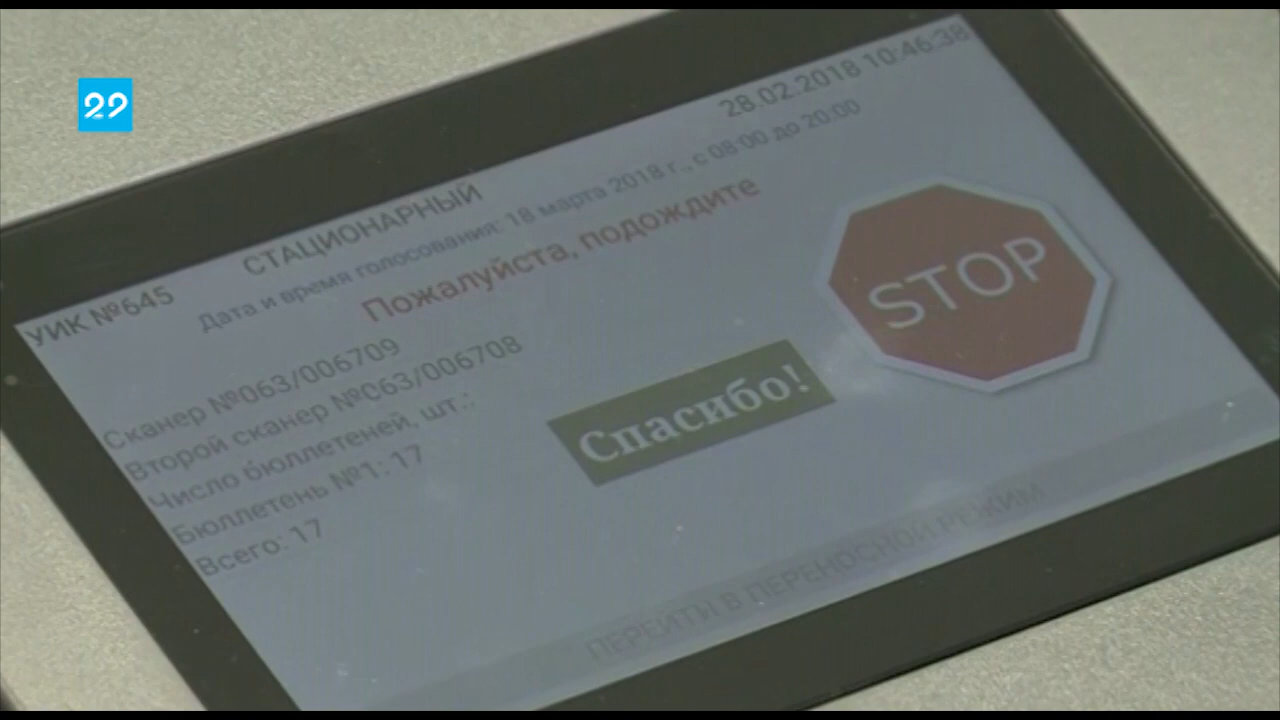 29
28.02.2018 10:46:38
УИК №645 СТАЦИОНАРНЫЙ
Дата и время голосования: 18 марта 2018 г., с 08:00 до 20:00
Пожалуйста, подождите
STOP
Сканер №063/006709
Второй сканер №063/006708
Число бюллетеней, шт.:
Бюллетень №1: 17
Всего: 17
Спасибо!
ПЕРЕЙТИ В ПЕРЕНОСНОЙ РЕЖИМ